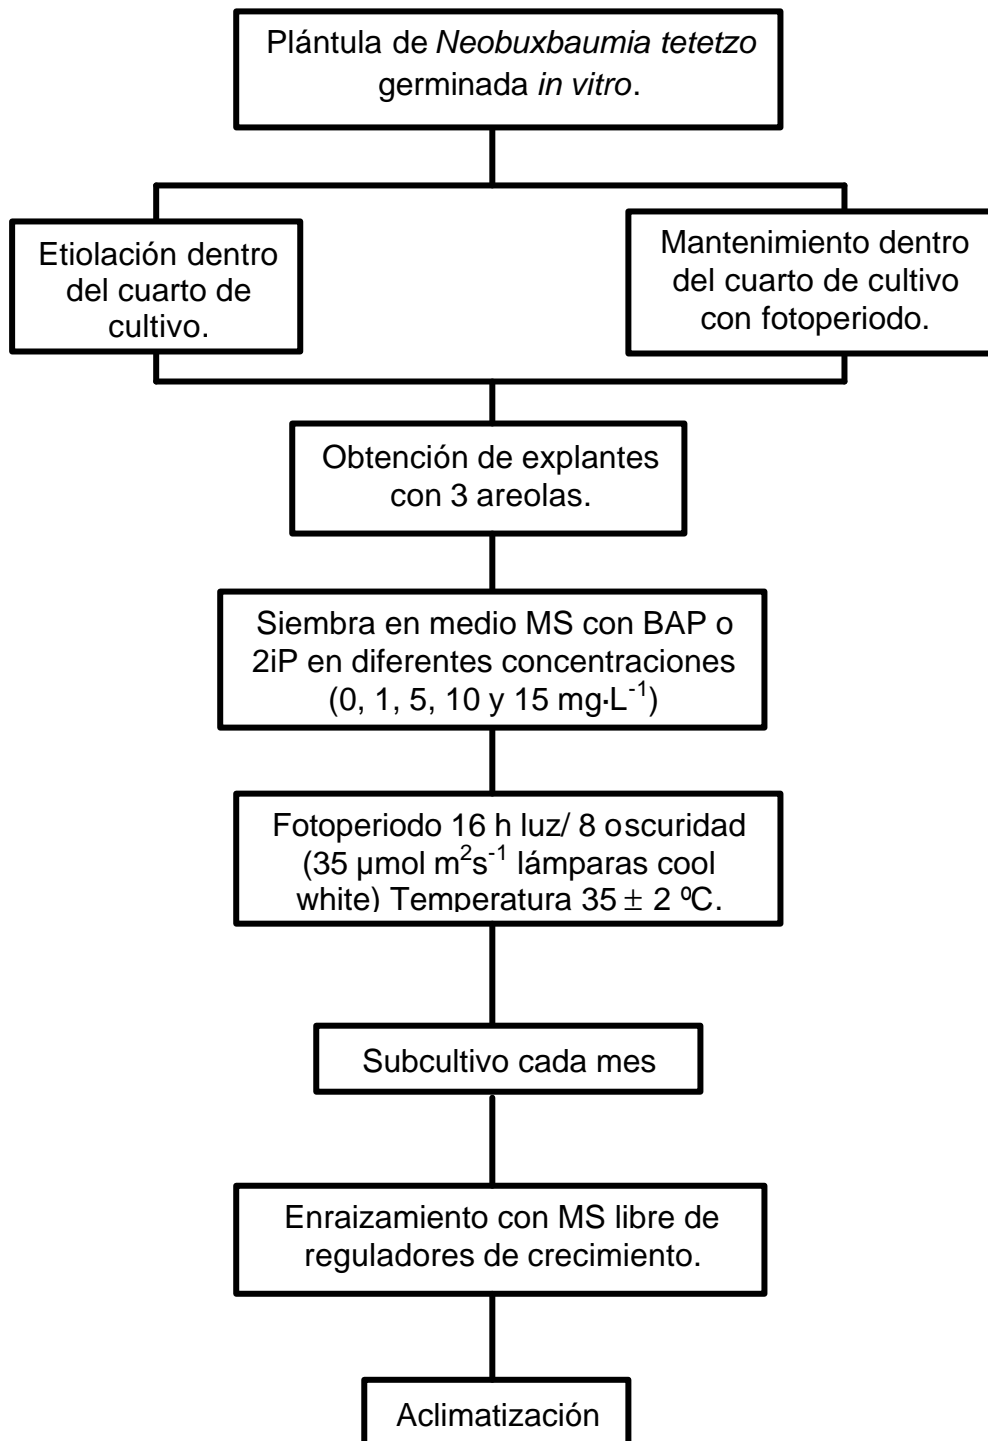 Plántula de Neobuxbaumia tetetzo
germinada in vitro.
Etiolación dentro
del cuarto de
cultivo.
Mantenimiento dentro
del cuarto de cultivo
con fotoperiodo.
Obtención de explantes
con 3 areolas.
Siembra en medio MS con BAP o
2iP en diferentes concentraciones
(0, 1, 5, 10 y 15 mg·L⁻¹)
Fotoperiodo 16 h luz/ 8 oscuridad
(35 µmol m²s⁻¹ lámparas cool
white) Temperatura 35 ± 2 ºC.
Subcultivo cada mes
Enraizamiento con MS libre de
reguladores de crecimiento.
Aclimatización